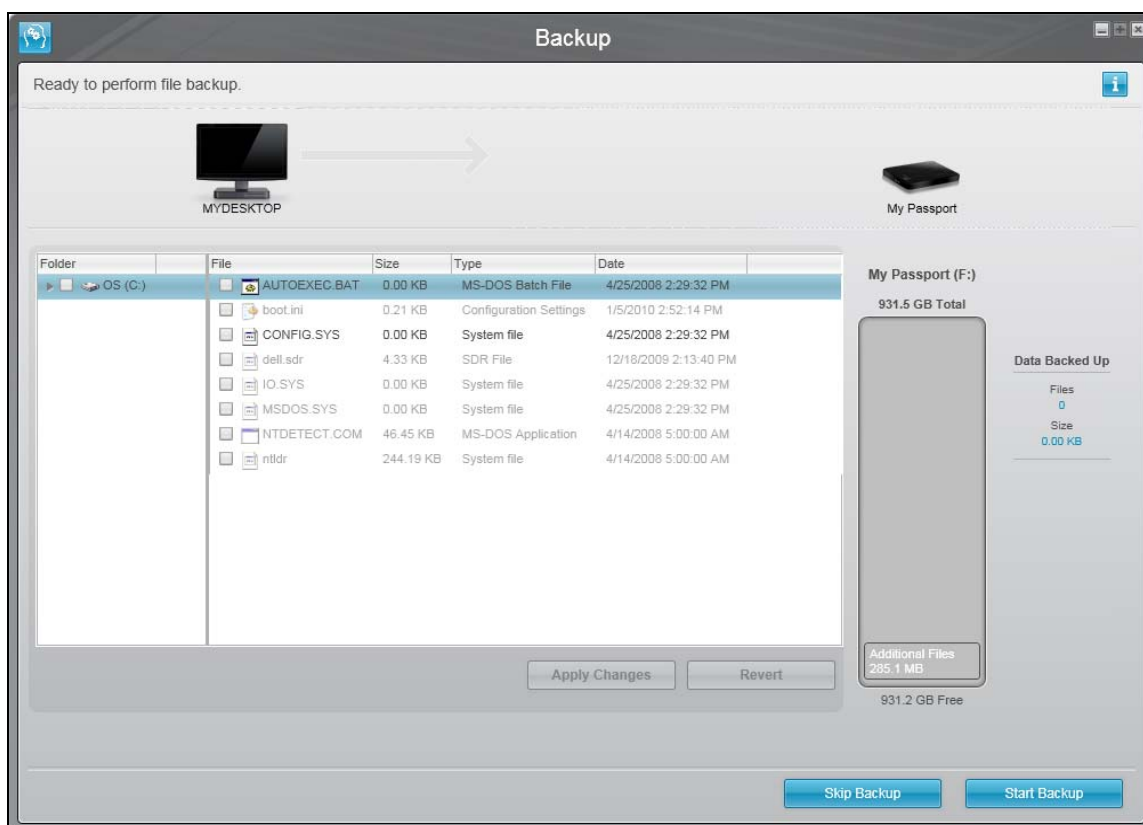 Backup
Ready to perform file backup.
i
MYDESKTOP
My Passport
Folder File Size Type Date
OS (C:) AUTOEXEC.BAT 0.00 KB MS-DOS Batch File 4/25/2008 2:29:32 PM
boot.ini 0.21 KB Configuration Settings 1/5/2010 2:52:14 PM
CONFIG.SYS 0.00 KB System file 4/25/2008 2:29:32 PM
dell.sdr 4.33 KB SDR File 12/18/2009 2:13:40 PM
IO.SYS 0.00 KB System file 4/25/2008 2:29:32 PM
MSDOS.SYS 0.00 KB System file 4/25/2008 2:29:32 PM
NTDETECT.COM 46.45 KB MS-DOS Application 4/14/2008 5:00:00 AM
ntldr 244.19 KB System file 4/14/2008 5:00:00 AM
Apply Changes
Revert
My Passport (F:)
931.5 GB Total
Additional Files
285.1 MB
931.2 GB Free
Data Backed Up
Files
0
Size
0.00 KB
Skip Backup
Start Backup